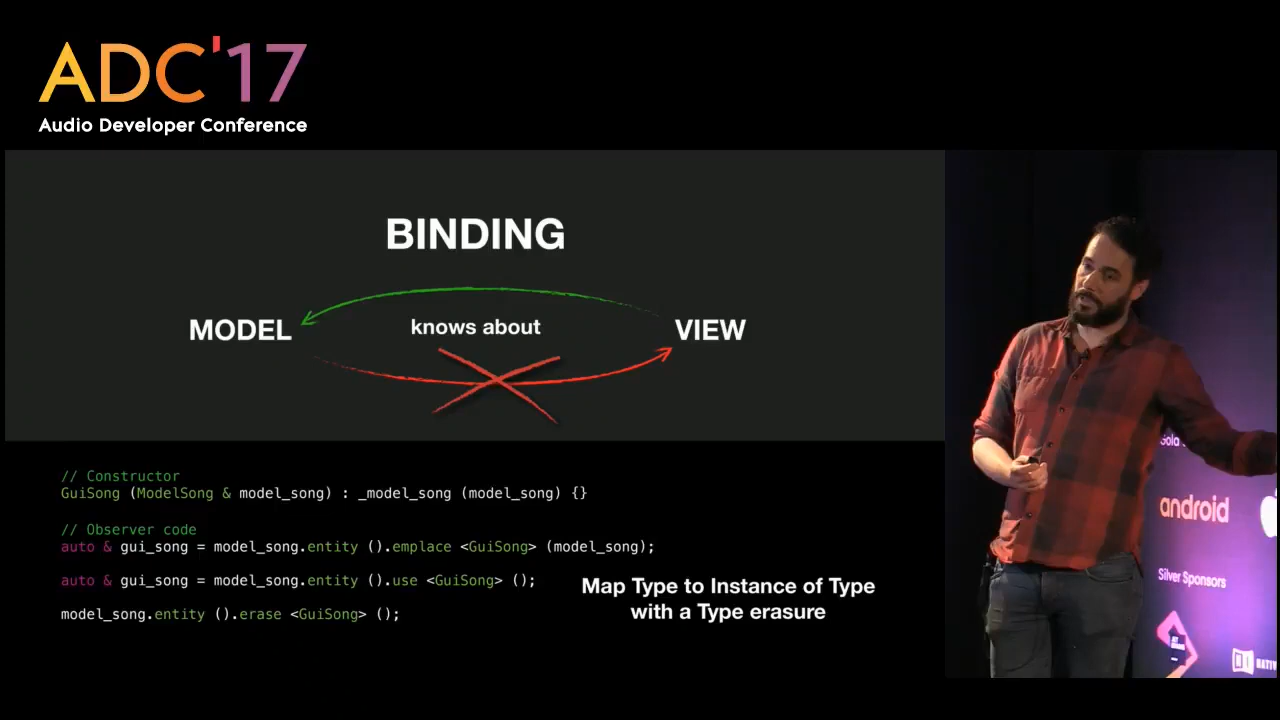 ADC'17
Audio Developer Conference
BINDING
MODEL
knows about
VIEW
// Constructor
GuiSong (ModelSong & model_song) : _model_song (model_song) {}
// Observer code
auto & gui_song = model_song.entity ().emplace <GuiSong> (model_song);
auto & gui_song = model_song.entity ().use <GuiSong> ();
model_song.entity ().erase <GuiSong> ();
Map Type to Instance of Type
with a Type erasure
android
Silver Sponsors